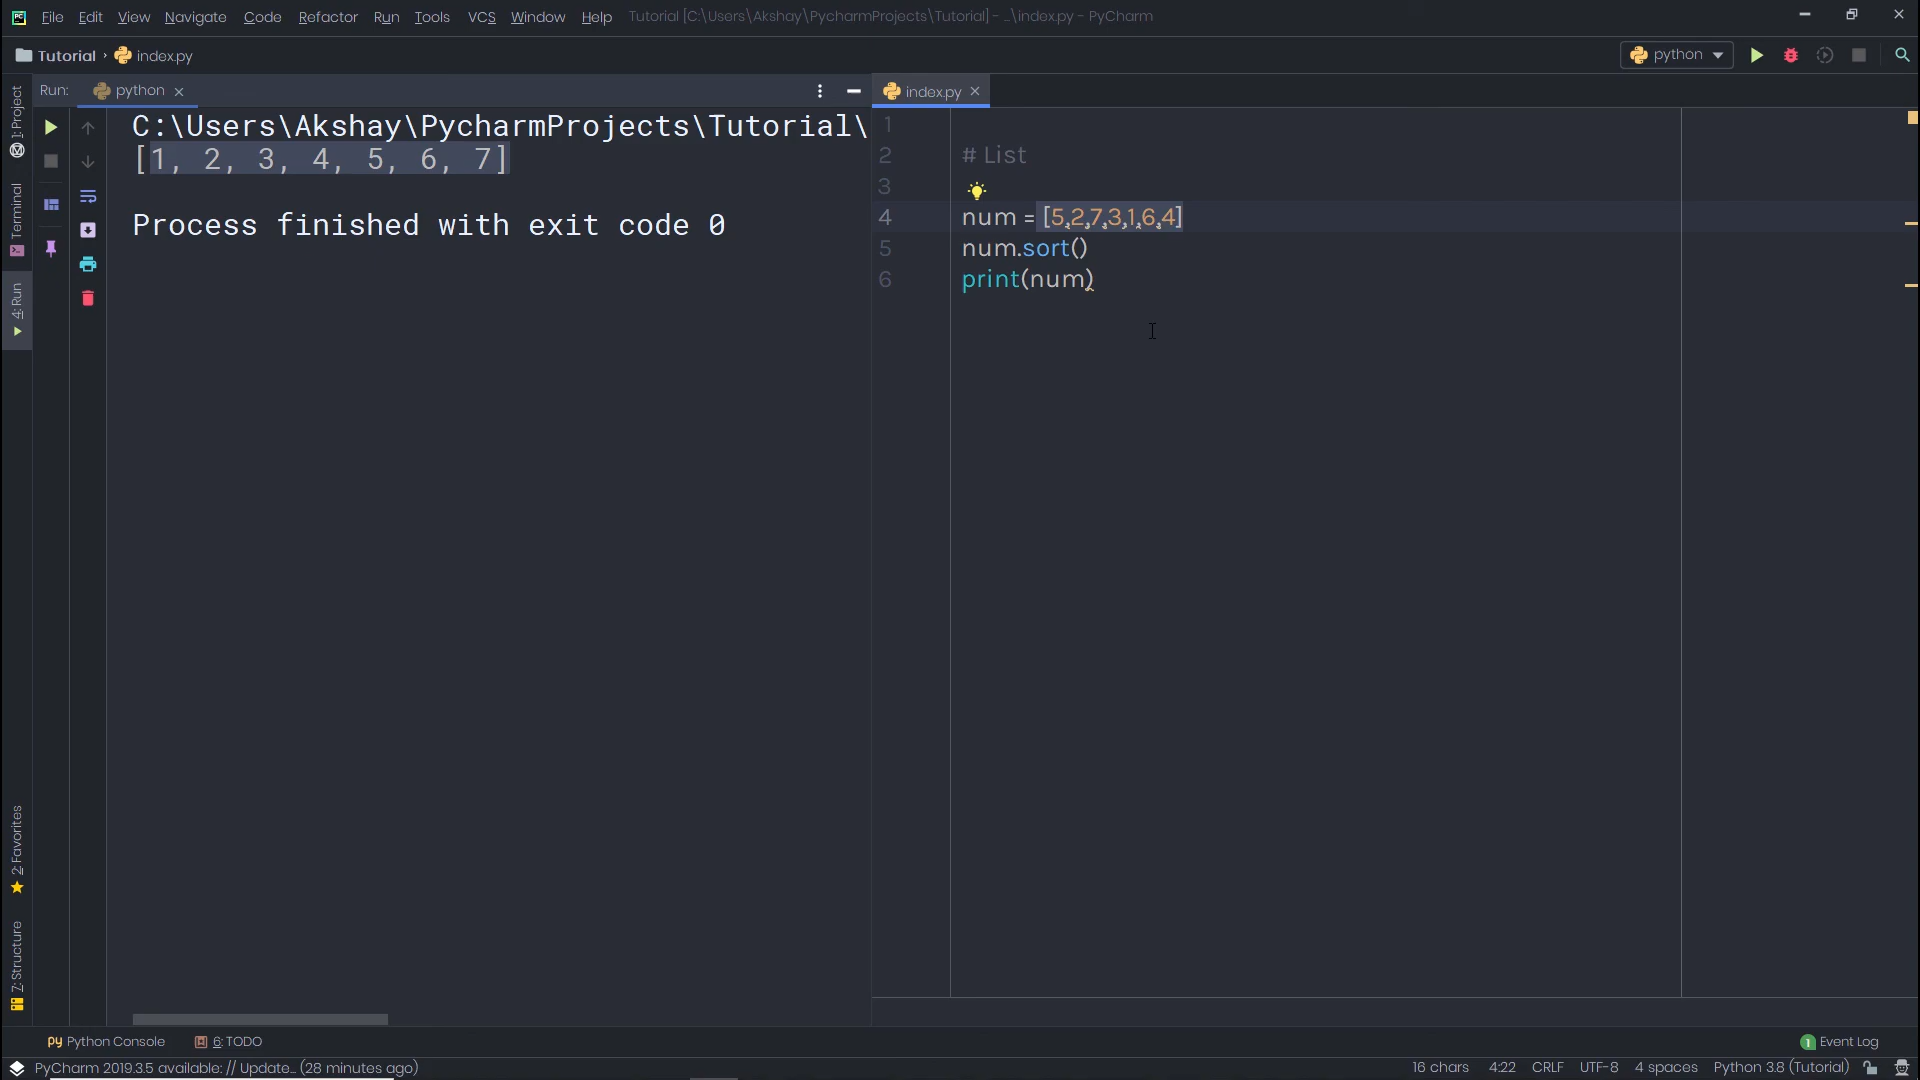 File Edit View Navigate Code Refactor Run Tools VCS Window Help Tutorial [C:\Users\Akshay\PycharmProjects\Tutorial] - ...\index.py - PyCharm
Tutorial index.py python
Run: python
index.py
C:\Users\Akshay\PycharmProjects\Tutorial\
[1, 2, 3, 4, 5, 6, 7]
Process finished with exit code 0
1
2 # List
3
4 num = [5,2,7,3,1,6,4]
5 num.sort()
6 print(num)
1: Project
Terminal
4: Run
2: Favorites
7: Structure
Python Console 6: TODO 1 Event Log
PyCharm 2019.3.5 available: // Update... (28 minutes ago) 16 chars 4:22 CRLF UTF-8 4 spaces Python 3.8 (Tutorial)